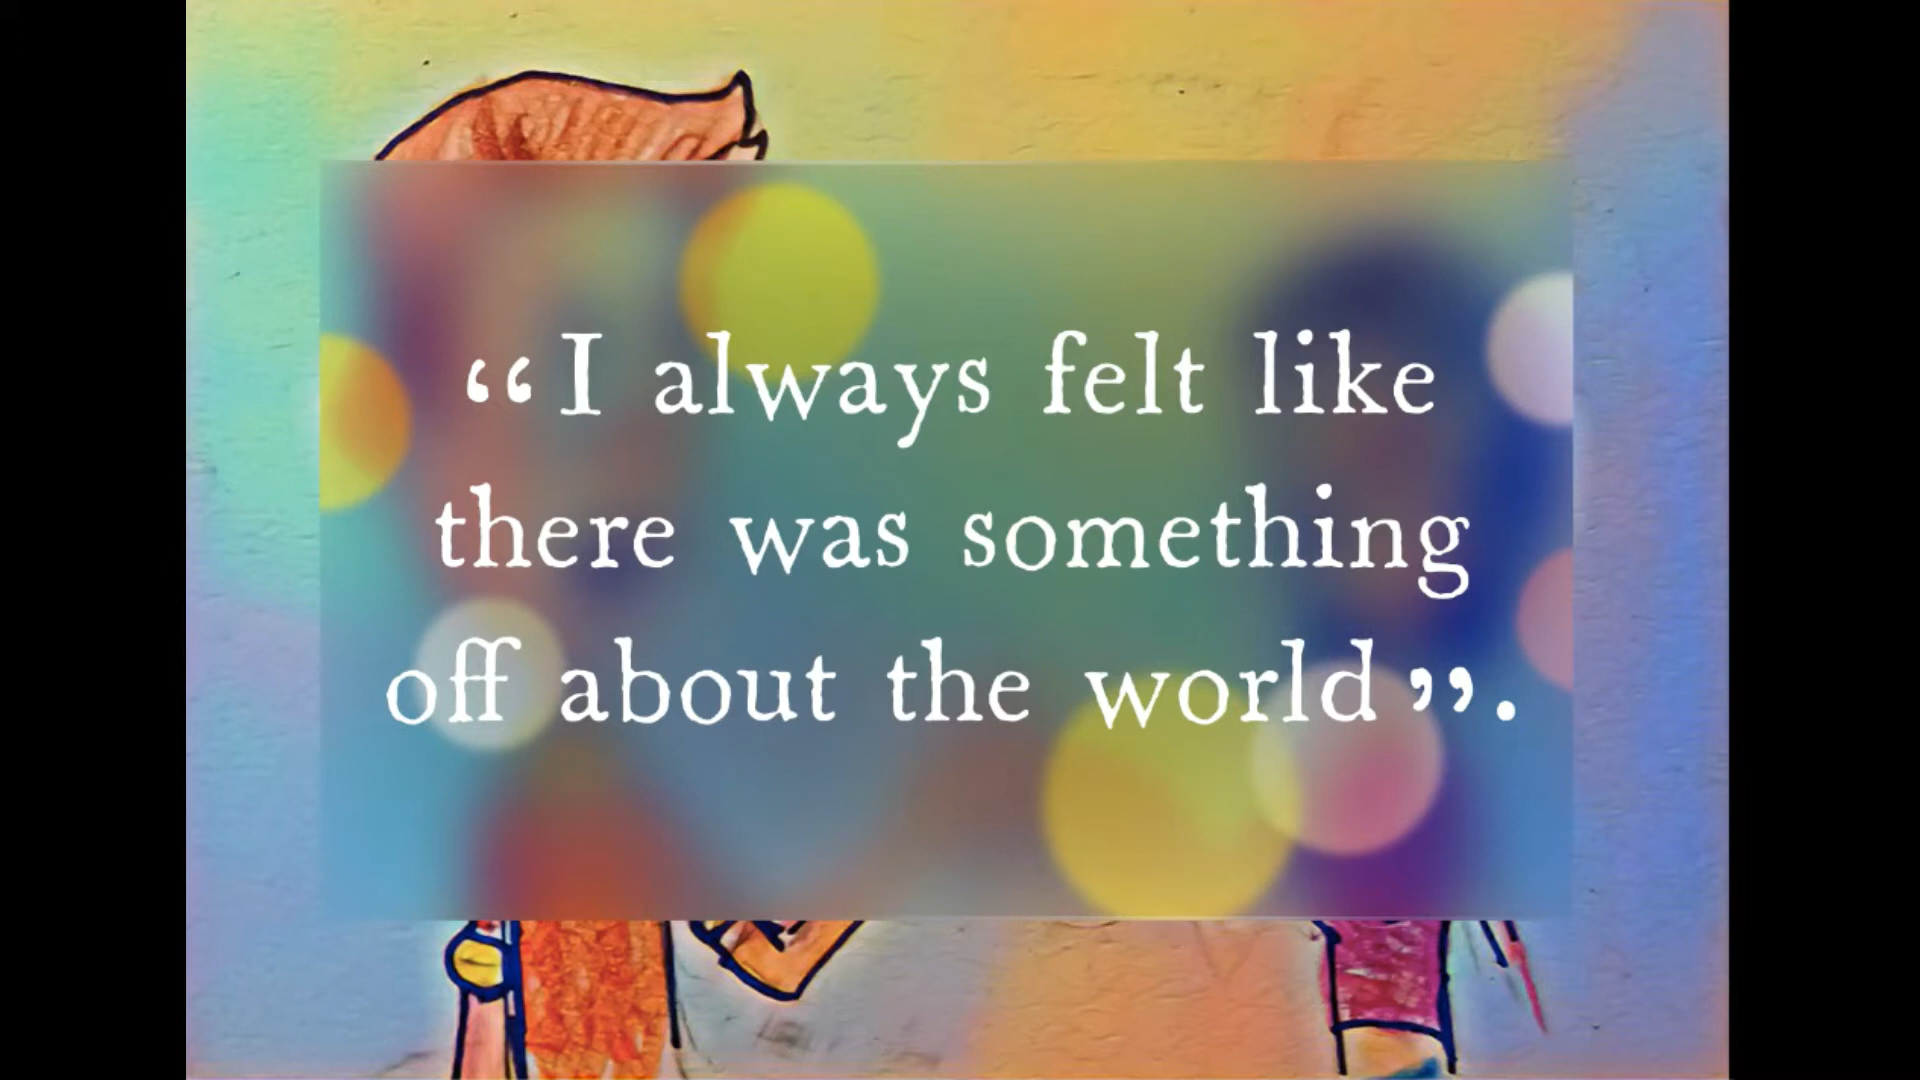 “I always felt like
there was something
off about the world”.